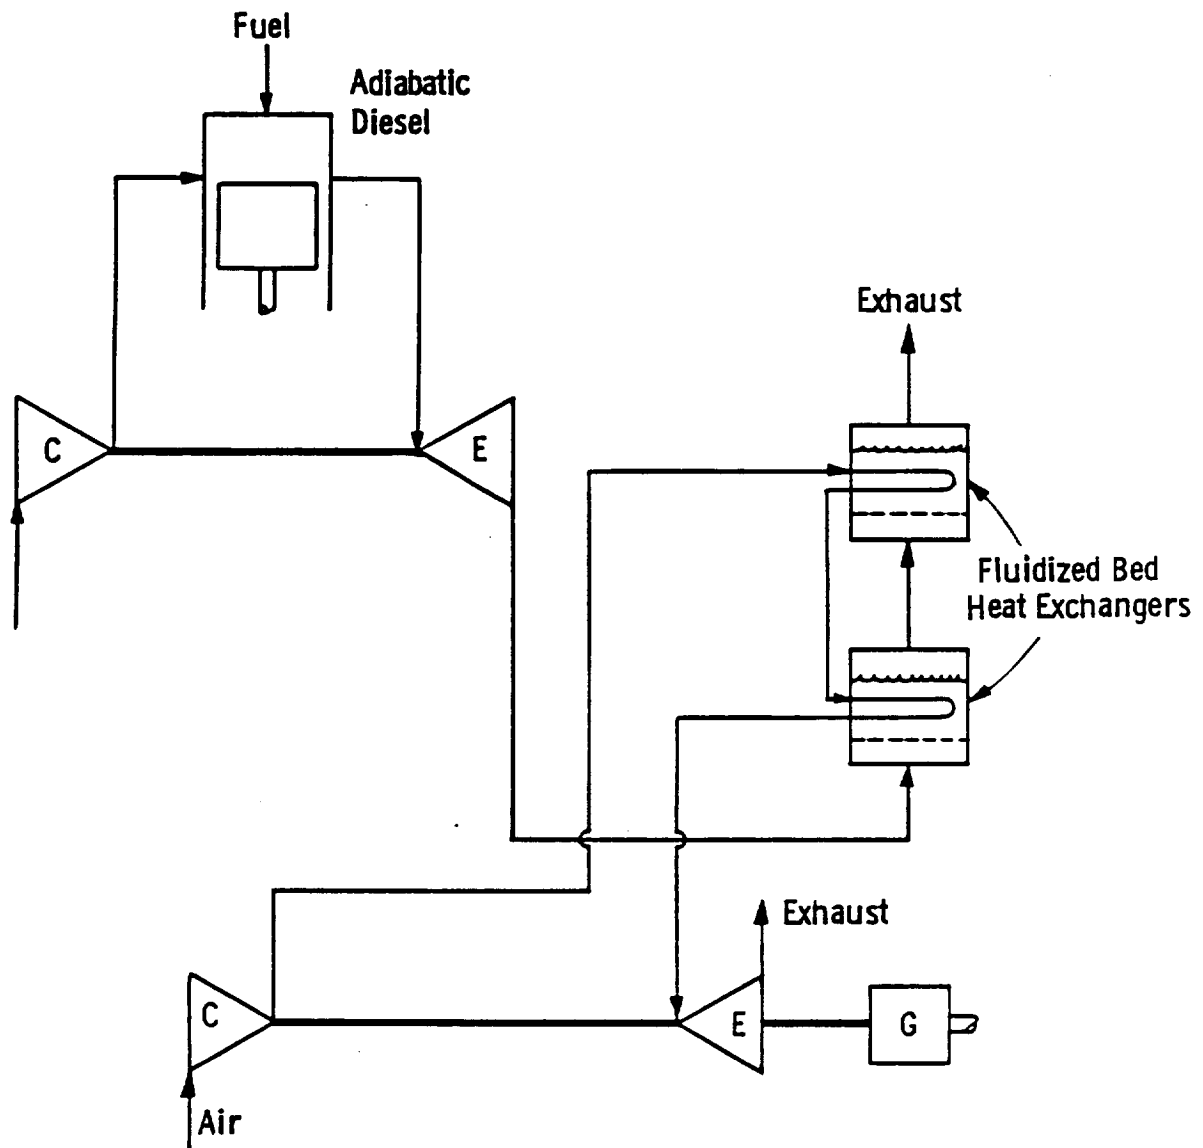 Fuel
Adiabatic
Diesel
C
E
Exhaust
Fluidized Bed
Heat Exchangers
Exhaust
C
E
G
Air